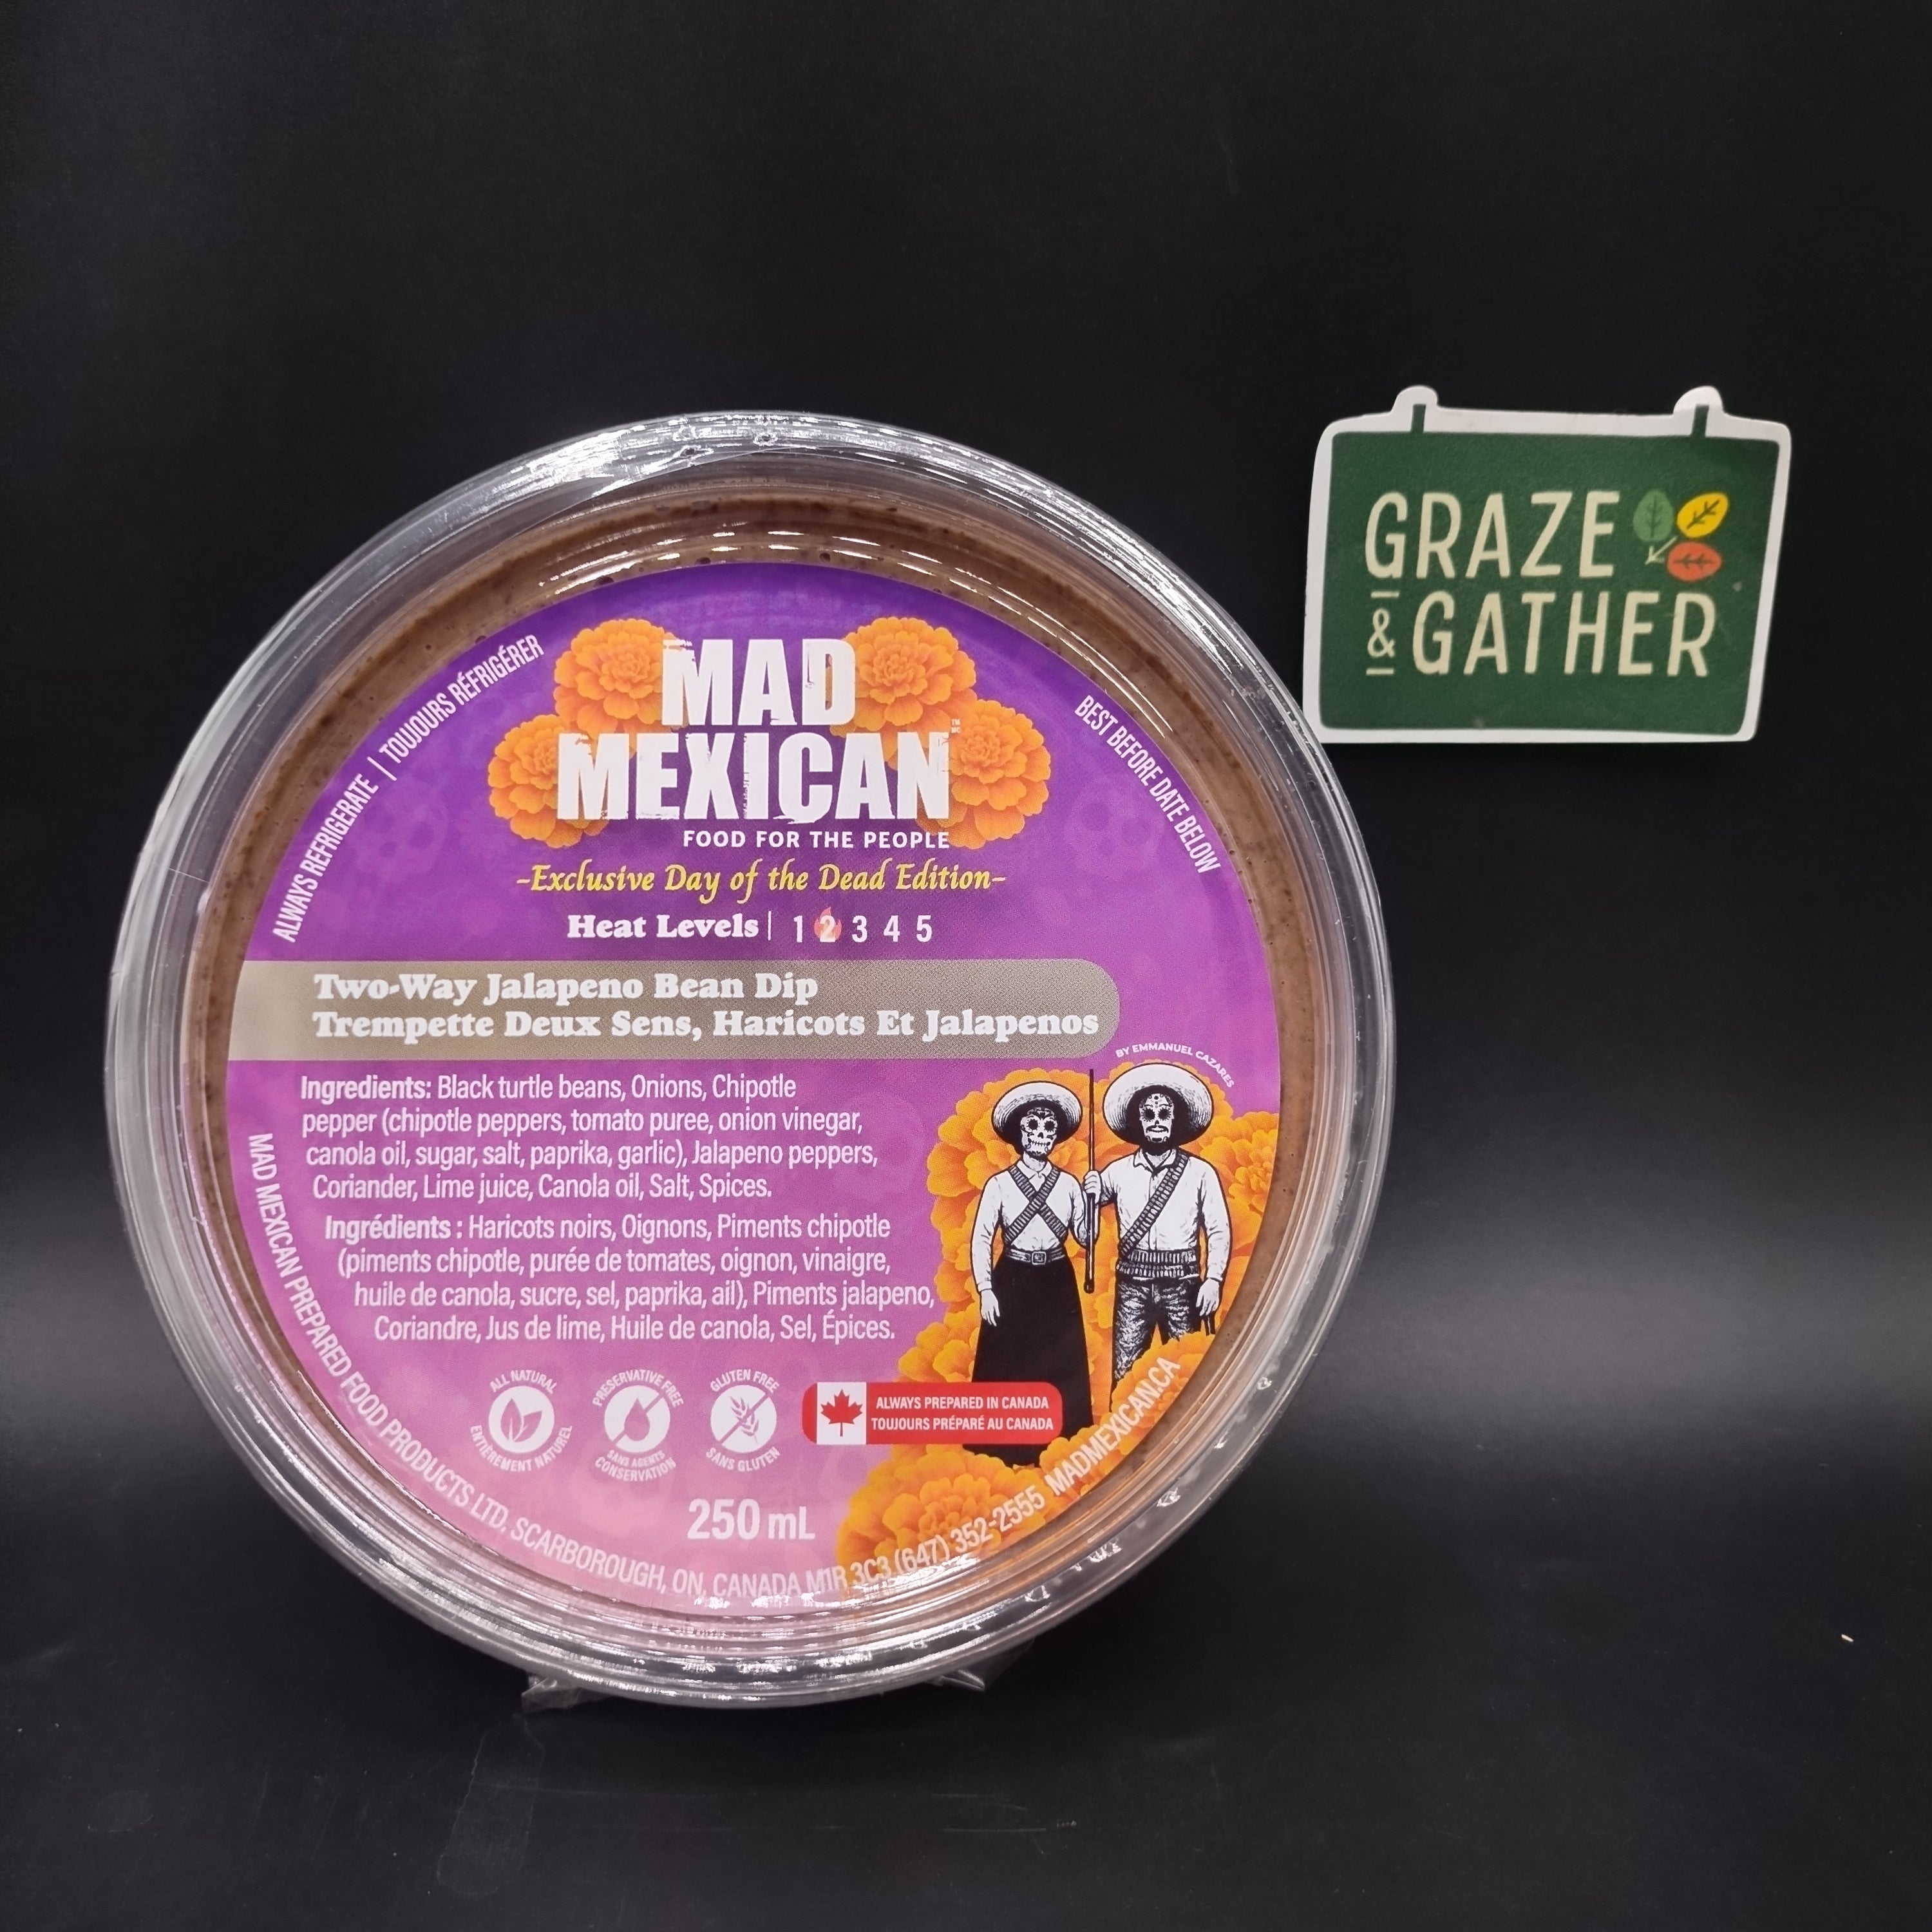 GRAZE
& GATHER
MAD
MEXICAN
TM
MC
FOOD FOR THE PEOPLE
-Exclusive Day of the Dead Edition-
Heat Levels | 1 2 3 4 5
ALWAYS REFRIGERATE | TOUJOURS RÉFRIGÉRER
BEST BEFORE DATE BELOW
Two-Way Jalapeno Bean Dip
Trempette Deux Sens, Haricots Et Jalapenos
BY EMMANUEL CAZARES
Ingredients: Black turtle beans, Onions, Chipotle
pepper (chipotle peppers, tomato puree, onion vinegar,
canola oil, sugar, salt, paprika, garlic), Jalapeno peppers,
Coriander, Lime juice, Canola oil, Salt, Spices.
Ingrédients : Haricots noirs, Oignons, Piments chipotle
(piments chipotle, purée de tomates, oignon, vinaigre,
huile de canola, sucre, sel, paprika, ail), Piments jalapeno,
Coriandre, Jus de lime, Huile de canola, Sel, Épices.
ALL NATURAL
ENTIÈREMENT NATUREL
PRESERVATIVE FREE
SANS AGENTS
CONSERVATION
GLUTEN FREE
SANS GLUTEN
ALWAYS PREPARED IN CANADA
TOUJOURS PRÉPARÉ AU CANADA
250 mL
MAD MEXICAN PREPARED FOOD PRODUCTS LTD. SCARBOROUGH, ON, CANADA M1R 3C3 (647) 352-2555 MADMEXICAN.CA